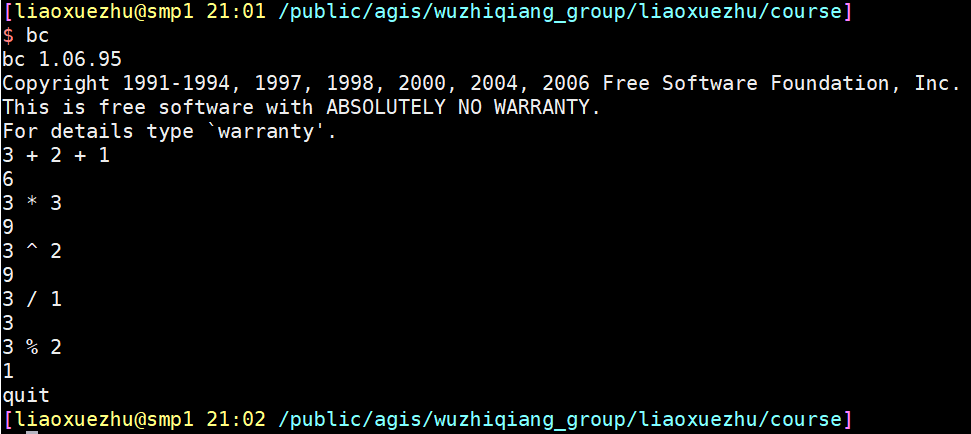 [liaoxuezhu@smp1 21:01 /public/agis/wuzhiqiang_group/liaoxuezhu/course]
$ bc
bc 1.06.95
Copyright 1991-1994, 1997, 1998, 2000, 2004, 2006 Free Software Foundation, Inc.
This is free software with ABSOLUTELY NO WARRANTY.
For details type `warranty'.
3 + 2 + 1
6
3 * 3
9
3 ^ 2
9
3 / 1
3
3 % 2
1
quit
[liaoxuezhu@smp1 21:02 /public/agis/wuzhiqiang_group/liaoxuezhu/course]